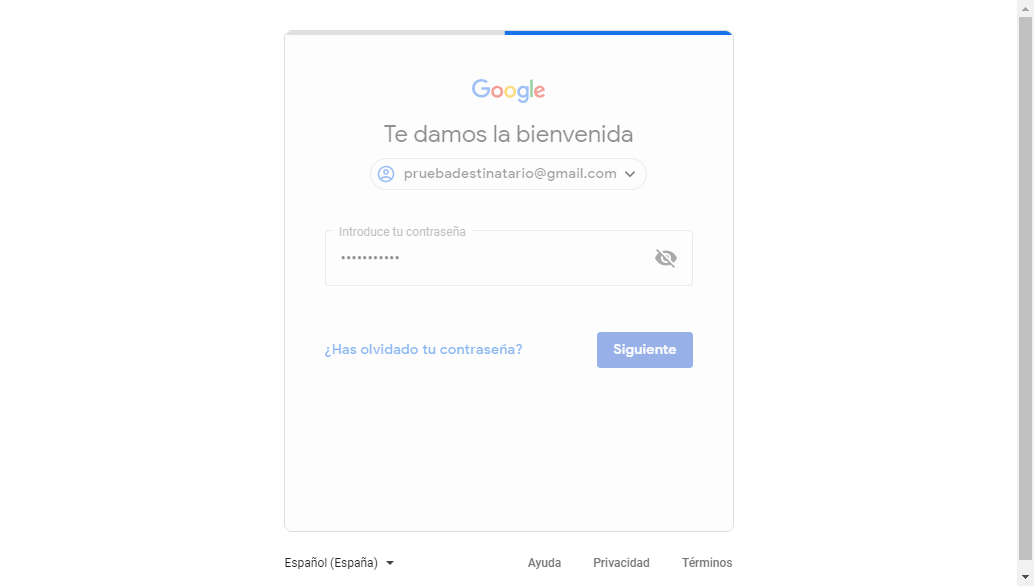 Google
Te damos la bienvenida
pruebadestinatario@gmail.com
Introduce tu contraseña
•••••••••••
¿Has olvidado tu contraseña?
Siguiente
Español (España)
Ayuda
Privacidad
Términos